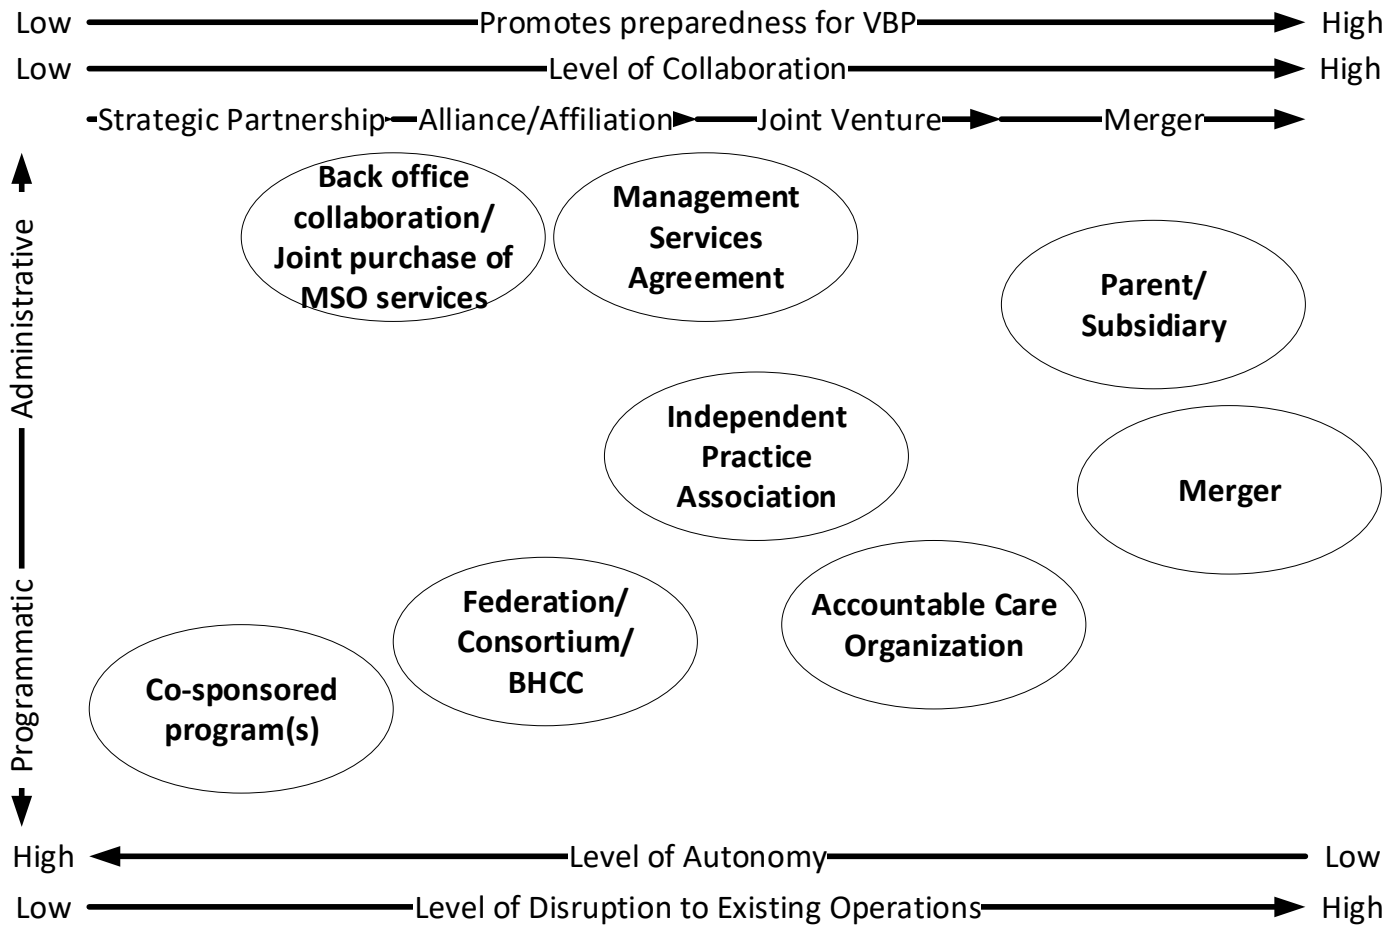 Low Promotes preparedness for VBP High
Low Level of Collaboration High
Strategic Partnership Alliance/Affiliation Joint Venture Merger
Administrative
Programmatic
Back office
collaboration/
Joint purchase of
MSO services
Management
Services
Agreement
Parent/
Subsidiary
Independent
Practice
Association
Merger
Federation/
Consortium/
BHCC
Accountable Care
Organization
Co-sponsored
program(s)
High Level of Autonomy Low
Low Level of Disruption to Existing Operations High